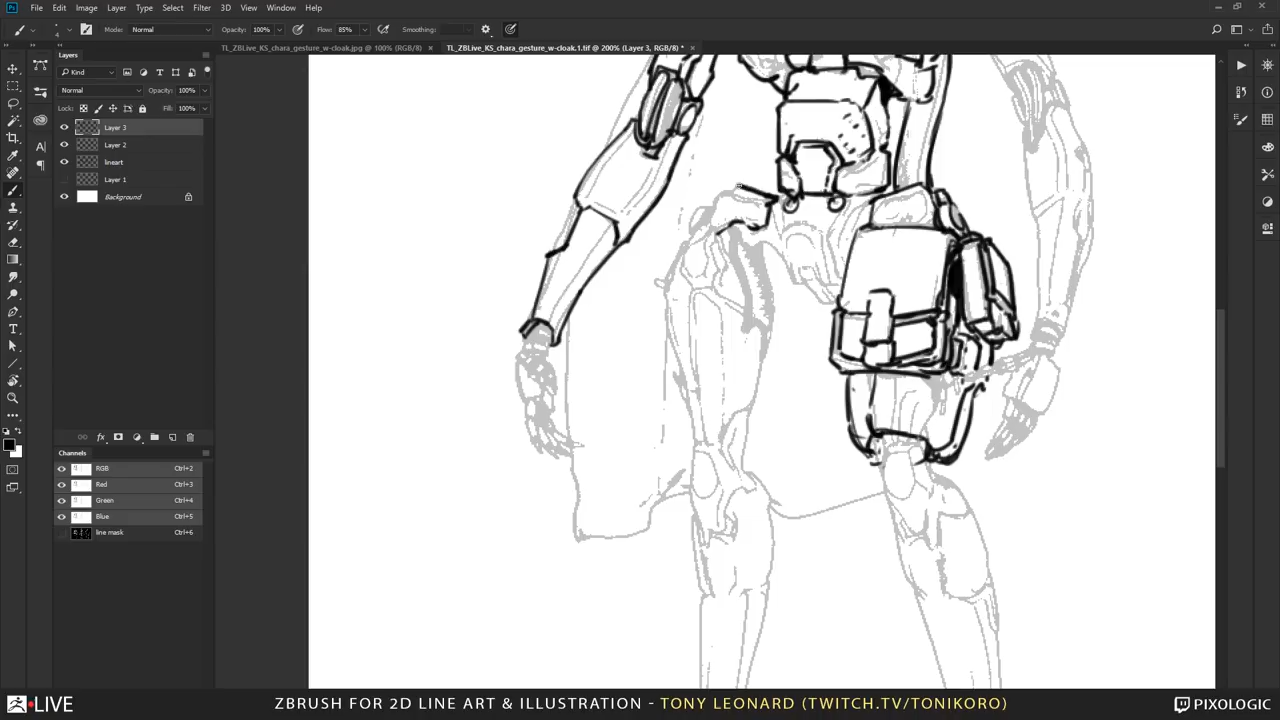 File Edit Image Layer Type Select Filter 3D View Window Help
Mode: Normal Opacity: 100% Flow: 85% Smoothing:
TL_ZBLive_KS_chara_gesture_w-cloak.jpg @ 100% (RGB/8) × TL_ZBLive_KS_chara_gesture_w-cloak.1.tif @ 200% (Layer 3, RGB/8) * ×
Layers
Kind
Normal Opacity: 100%
Lock: Fill: 100%
Layer 3
Layer 2
lineart
Layer 1
Background
Channels
RGB Ctrl+2
Red Ctrl+3
Green Ctrl+4
Blue Ctrl+5
line mask Ctrl+6
LIVE ZBRUSH FOR 2D LINE ART & ILLUSTRATION - TONY LEONARD (TWITCH.TV/TONIKORO) PIXOLOGIC